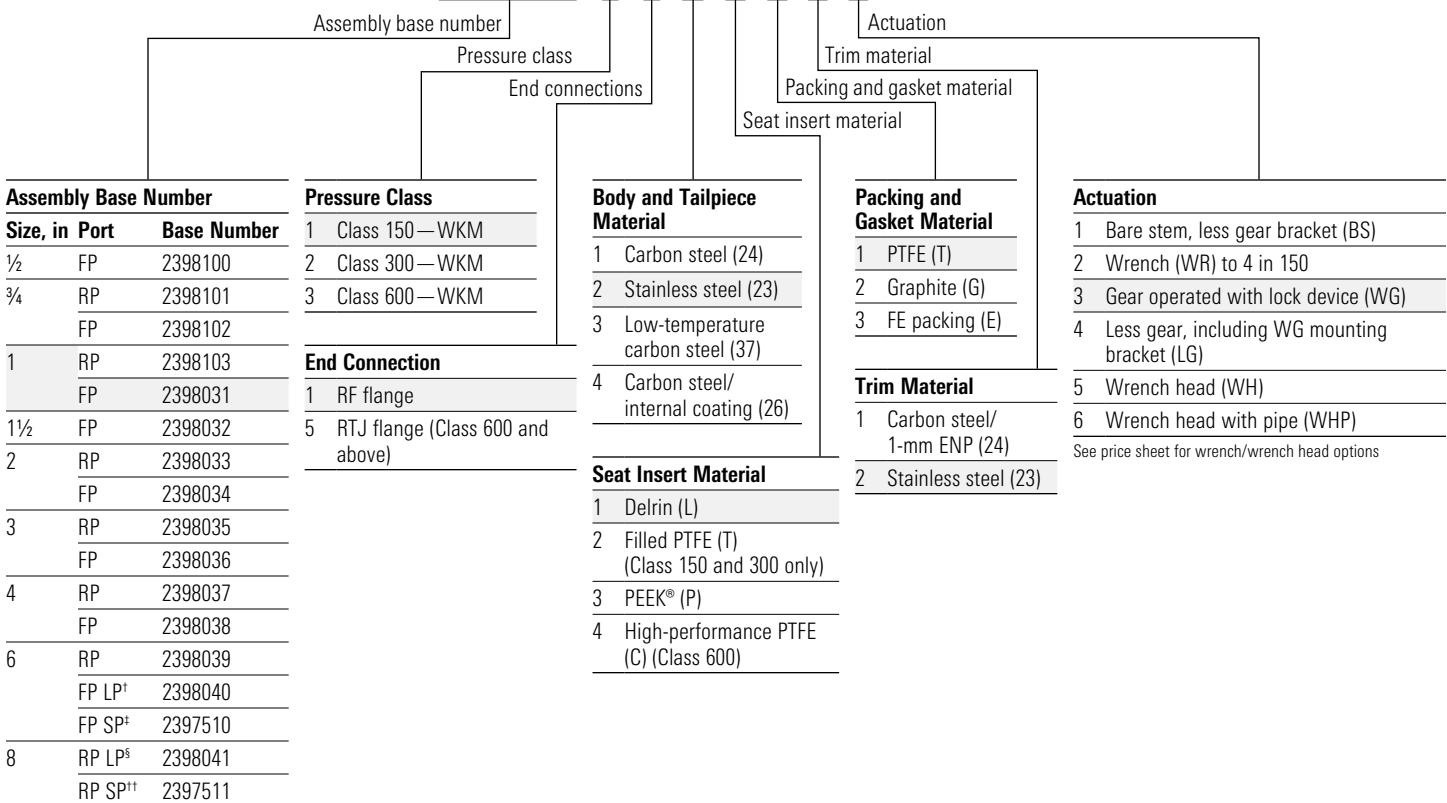 Assembly base number
Actuation
Pressure class
Trim material
End connections
Packing and gasket material
Seat insert material
Assembly Base Number
Size, in Port Base Number
½ FP 2398100
¾ RP 2398101
FP 2398102
1 RP 2398103
FP 2398031
1½ FP 2398032
2 RP 2398033
FP 2398034
3 RP 2398035
FP 2398036
4 RP 2398037
FP 2398038
6 RP 2398039
FP LP† 2398040
FP SP‡ 2397510
8 RP LP§ 2398041
RP SP†† 2397511
Pressure Class
1 Class 150—WKM
2 Class 300—WKM
3 Class 600—WKM
End Connection
1 RF flange
5 RTJ flange (Class 600 and
above)
Body and Tailpiece
Material
1 Carbon steel (24)
2 Stainless steel (23)
3 Low-temperature
carbon steel (37)
4 Carbon steel/
internal coating (26)
Seat Insert Material
1 Delrin (L)
2 Filled PTFE (T)
(Class 150 and 300 only)
3 PEEK® (P)
4 High-performance PTFE
(C) (Class 600)
Packing and
Gasket Material
1 PTFE (T)
2 Graphite (G)
3 FE packing (E)
Trim Material
1 Carbon steel/
1-mm ENP (24)
2 Stainless steel (23)
Actuation
1 Bare stem, less gear bracket (BS)
2 Wrench (WR) to 4 in 150
3 Gear operated with lock device (WG)
4 Less gear, including WG mounting
bracket (LG)
5 Wrench head (WH)
6 Wrench head with pipe (WHP)
See price sheet for wrench/wrench head options